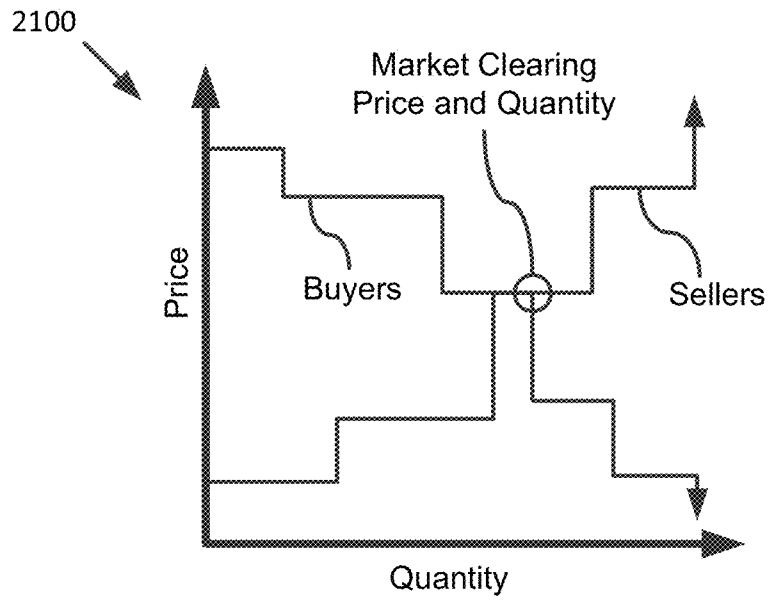 2100
Market Clearing
Price and Quantity
Price
Buyers
Sellers
Quantity